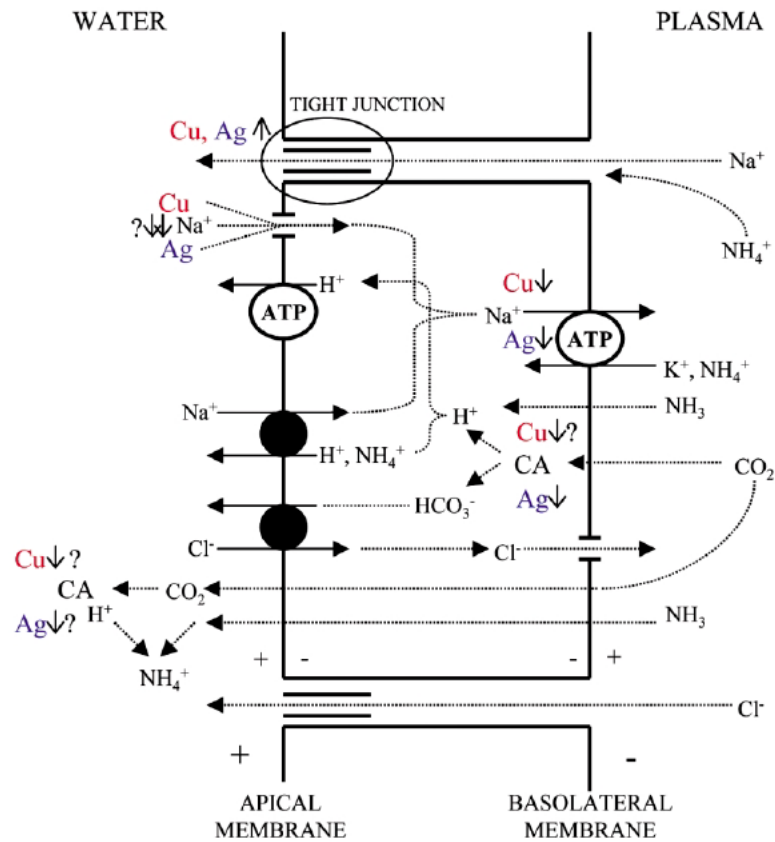 WATER PLASMA
TIGHT JUNCTION
Cu, Ag ↑
Na⁺
Cu
?↓↓ Na⁺
Ag
NH₄⁺
H⁺
Cu↓
ATP
Na⁺
ATP
Ag↓
K⁺, NH₄⁺
Na⁺
NH₃
H⁺
Cu↓?
H⁺, NH₄⁺
CA
CO₂
Ag↓
HCO₃⁻
Cl⁻
Cl⁻
Cu↓?
CA
CO₂
Ag↓?
H⁺
NH₃
NH₄⁺
+ - - +
Cl⁻
+ -
APICAL
MEMBRANE
BASOLATERAL
MEMBRANE